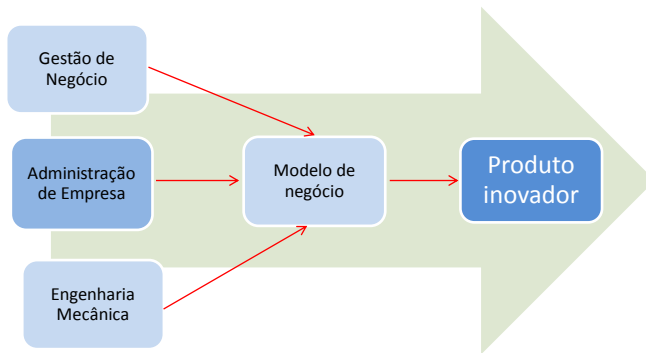 Gestão de
Negócio
Administração
de Empresa
Engenharia
Mecânica
Modelo de
negócio
Produto
inovador